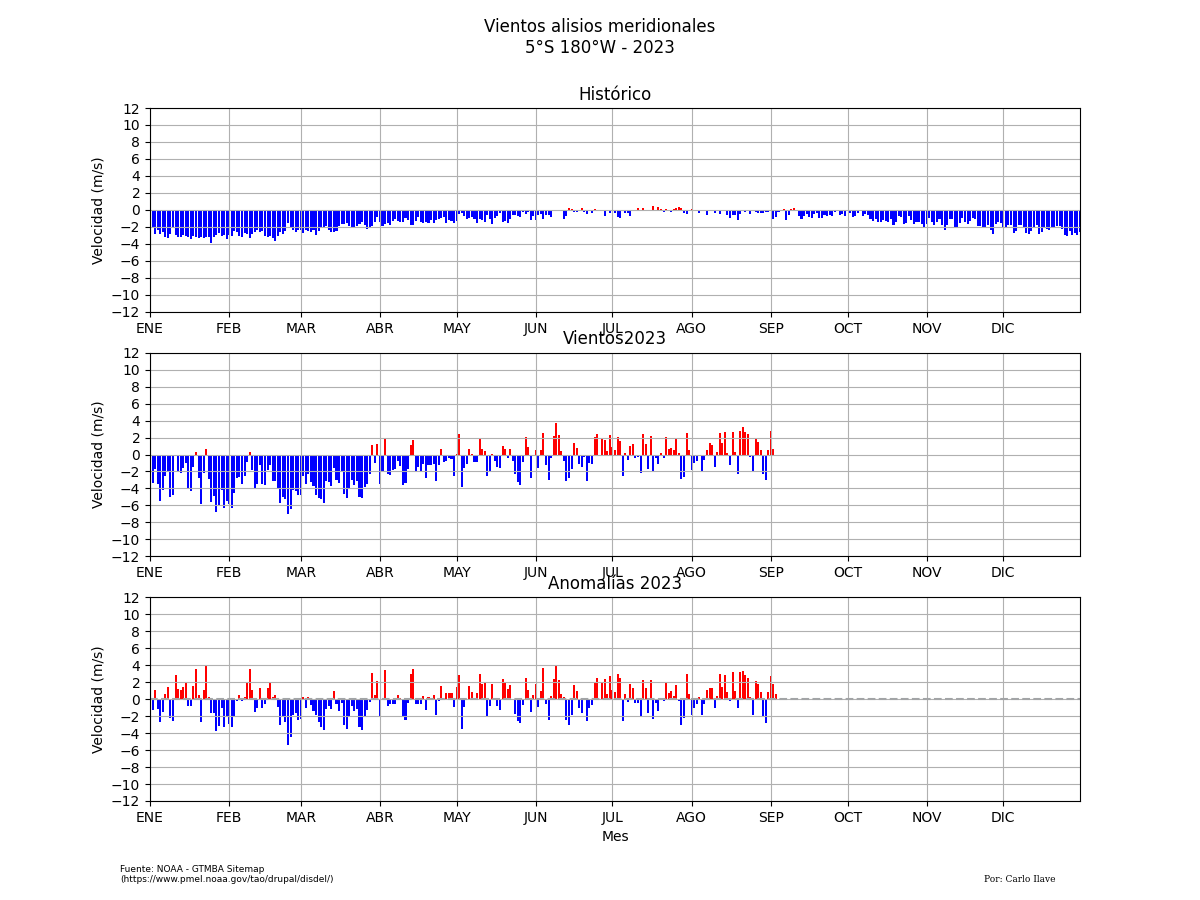 Vientos alisios meridionales
5°S 180°W - 2023
Histórico
12
10
8
6
4
2
0
−2
−4
−6
−8
−10
−12
Velocidad (m/s)
ENE FEB MAR ABR MAY JUN JUL AGO SEP OCT NOV DIC
Vientos2023
12
10
8
6
4
2
0
−2
−4
−6
−8
−10
−12
Velocidad (m/s)
ENE FEB MAR ABR MAY JUN JUL AGO SEP OCT NOV DIC
Anomalías 2023
12
10
8
6
4
2
0
−2
−4
−6
−8
−10
−12
Velocidad (m/s)
ENE FEB MAR ABR MAY JUN JUL AGO SEP OCT NOV DIC
Mes
Fuente: NOAA - GTMBA Sitemap
(https://www.pmel.noaa.gov/tao/drupal/disdel/)
Por: Carlo Ilave